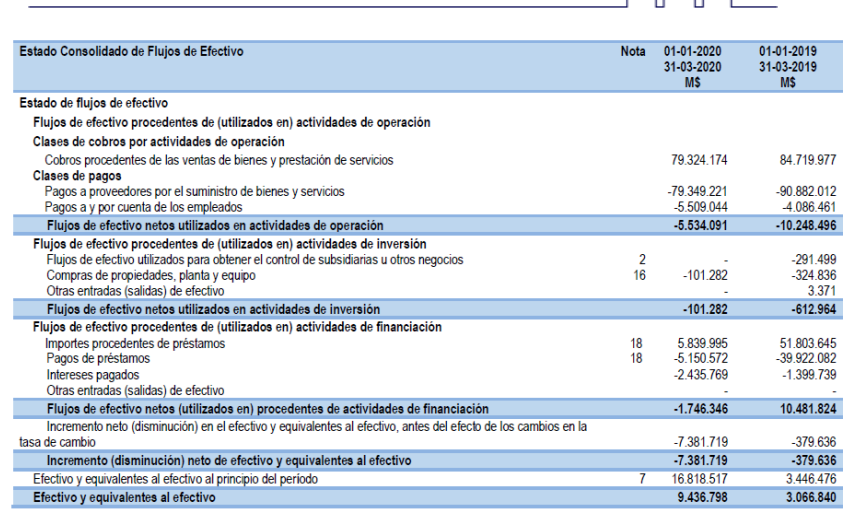 Estado Consolidado de Flujos de Efectivo Nota 01-01-2020 01-01-2019
31-03-2020 31-03-2019
M$ M$
Estado de flujos de efectivo
Flujos de efectivo procedentes de (utilizados en) actividades de operación
Clases de cobros por actividades de operación
Cobros procedentes de las ventas de bienes y prestación de servicios 79.324.174 84.719.977
Clases de pagos
Pagos a proveedores por el suministro de bienes y servicios -79.349.221 -90.882.012
Pagos a y por cuenta de los empleados -5.509.044 -4.086.461
Flujos de efectivo netos utilizados en actividades de operación -5.534.091 -10.248.496
Flujos de efectivo procedentes de (utilizados en) actividades de inversión
Flujos de efectivo utilizados para obtener el control de subsidiarias u otros negocios 2 - -291.499
Compras de propiedades, planta y equipo 16 -101.282 -324.836
Otras entradas (salidas) de efectivo - 3.371
Flujos de efectivo netos utilizados en actividades de inversión -101.282 -612.964
Flujos de efectivo procedentes de (utilizados en) actividades de financiación
Importes procedentes de préstamos 18 5.839.995 51.803.645
Pagos de préstamos 18 -5.150.572 -39.922.082
Intereses pagados -2.435.769 -1.399.739
Otras entradas (salidas) de efectivo - -
Flujos de efectivo netos (utilizados en) procedentes de actividades de financiación -1.746.346 10.481.824
Incremento neto (disminución) en el efectivo y equivalentes al efectivo, antes del efecto de los cambios en la
tasa de cambio -7.381.719 -379.636
Incremento (disminución) neto de efectivo y equivalentes al efectivo -7.381.719 -379.636
Efectivo y equivalentes al efectivo al principio del período 7 16.818.517 3.446.476
Efectivo y equivalentes al efectivo 9.436.798 3.066.840